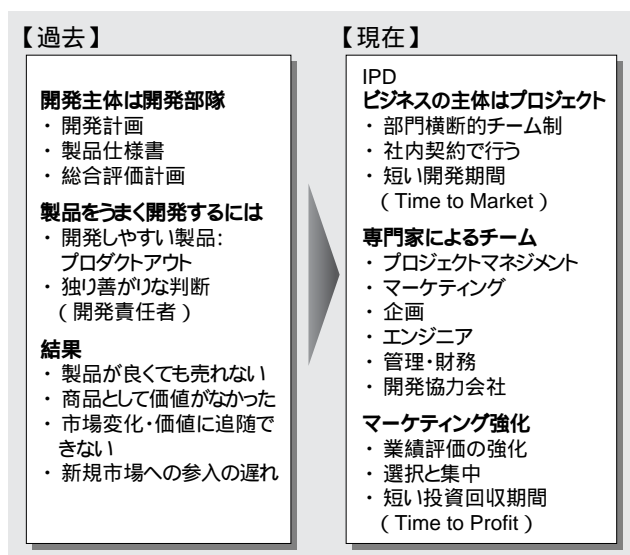 【過去】
開発主体は開発部隊
・ 開発計画
・ 製品仕様書
・ 総合評価計画
製品をうまく開発するには
・ 開発しやすい製品:
プロダクトアウト
・ 独り善がりな判断
（開発責任者）
結果
・ 製品が良くても売れない
・ 商品として価値がなかった
・ 市場変化・価値に追随で
きない
・ 新規市場への参入の遅れ
【現在】
IPD
ビジネスの主体はプロジェクト
・ 部門横断的チーム制
・ 社内契約で行う
・ 短い開発期間
（Time to Market）
専門家によるチーム
・ プロジェクトマネジメント
・ マーケティング
・ 企画
・ エンジニア
・ 管理・財務
・ 開発協力会社
マーケティング強化
・ 業績評価の強化
・ 選択と集中
・ 短い投資回収期間
（Time to Profit）